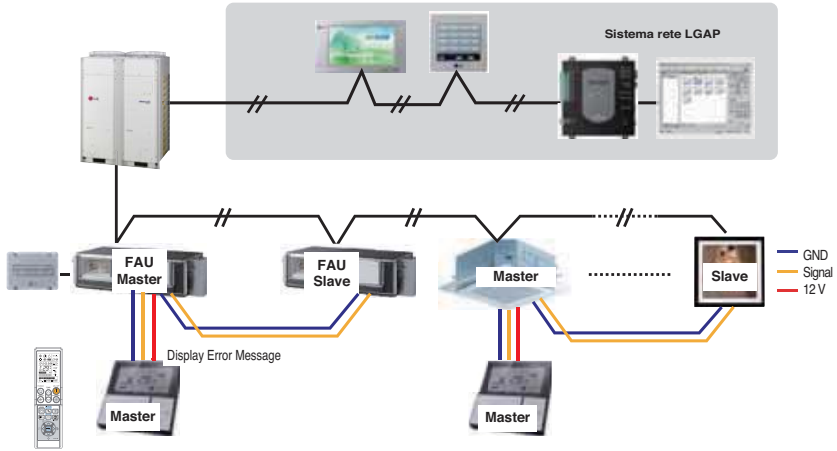 Sistema rete LGAP
FAU
Master
FAU
Slave
Master
Slave
GND
Signal
12 V
Display Error Message
Master
Master